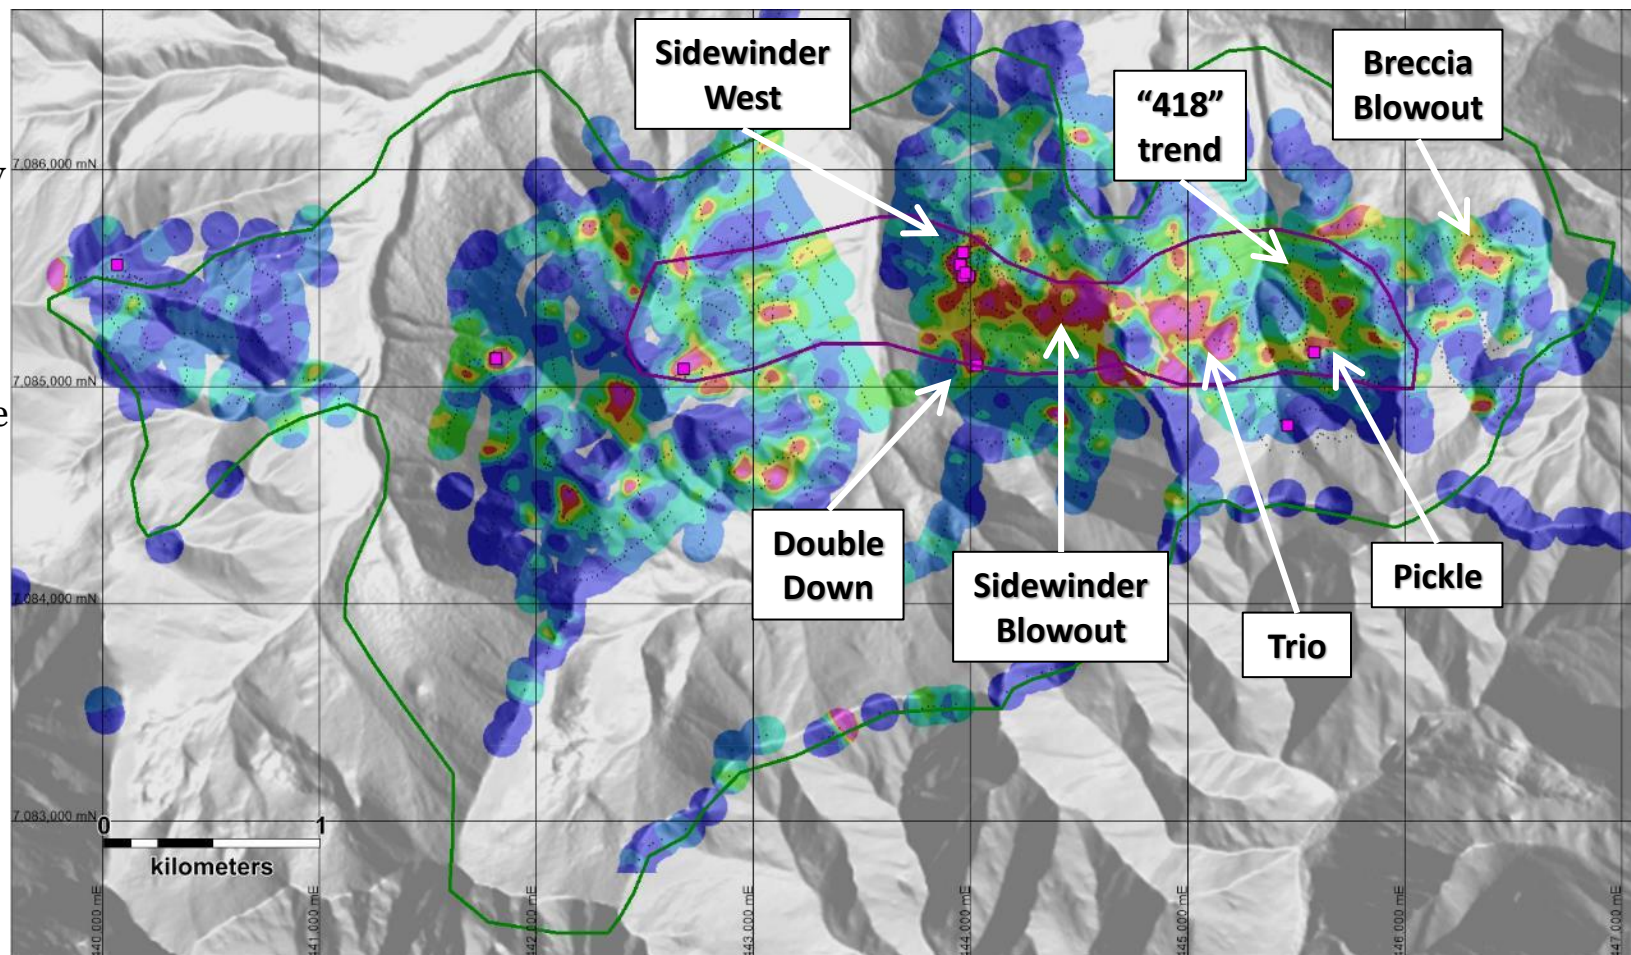 Sidewinder
West
“418”
trend
Breccia
Blowout
7.086,000 mN
7.085,000 mN
Double
Down
Sidewinder
Blowout
Pickle
Trio
7.084,000 mN
7.083,000 mN
0 1
kilometers
440,000 mE
441,000 mE
442,000 mE
443,000 mE
444,000 mE
445,000 mE
446,000 mE
447,000 mE